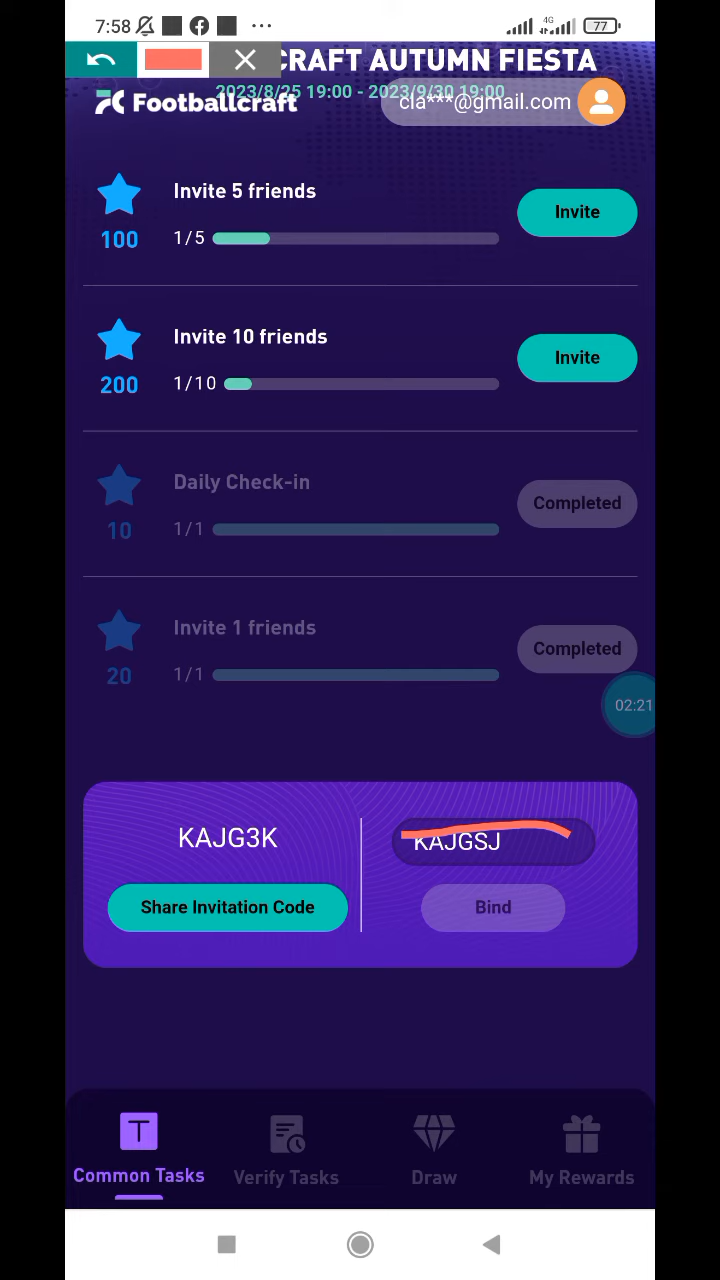 7:58
4G
77
CRAFT AUTUMN FIESTA
2023/8/25 19:00 - 2023/9/30 19:00
Footballcraft
cla***@gmail.com
Invite 5 friends
100
1/5
Invite
Invite 10 friends
200
1/10
Invite
Daily Check-in
10
1/1
Completed
Invite 1 friends
20
1/1
Completed
02:21
KAJG3K
KAJGSJ
Share Invitation Code
Bind
T
Common Tasks
Verify Tasks
Draw
My Rewards